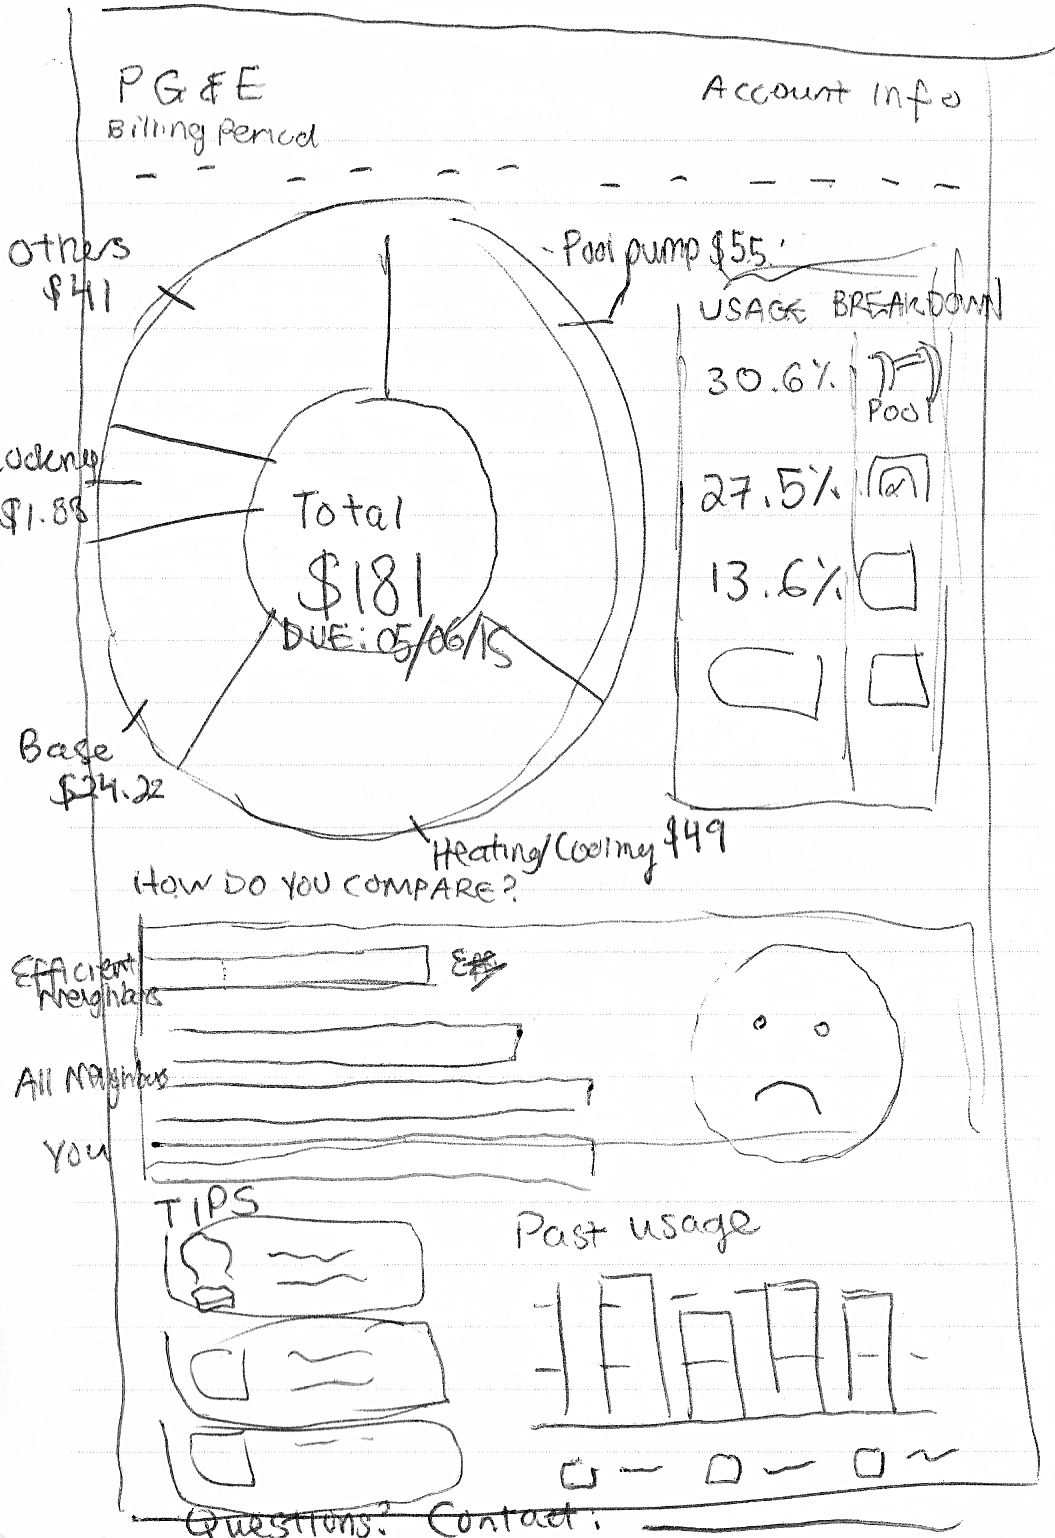 PG&E
Account Info
Billing Period
Others
$41
Pool pump $55
USAGE BREAKDOWN
30.6%
POOl
27.5%
13.6%
$1.88
Total
$181
DUE: 05/06/15
Base
$24.22
Heating/Cooling $49
HOW DO YOU COMPARE?
Efficient
Neighbors
All Neighbors
You
TIPS
Past usage
Questions? Contact: